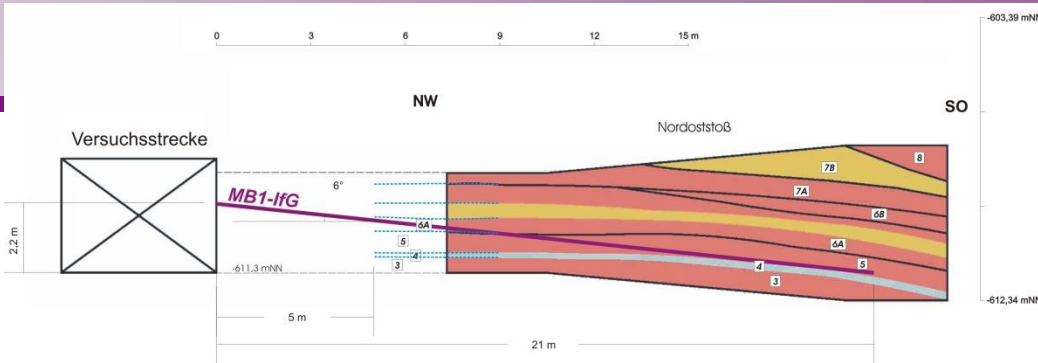 -603,39 mNN
0 3 6 9 12 15 m
NW
SO
Nordoststoß
Versuchsstrecke
8
7B
6°
7A
MB1-IfG
6B
6A
6A
5
2,2 m
4
5
3
4
-611,3 mNN
3
-612,34 mNN
5 m
21 m